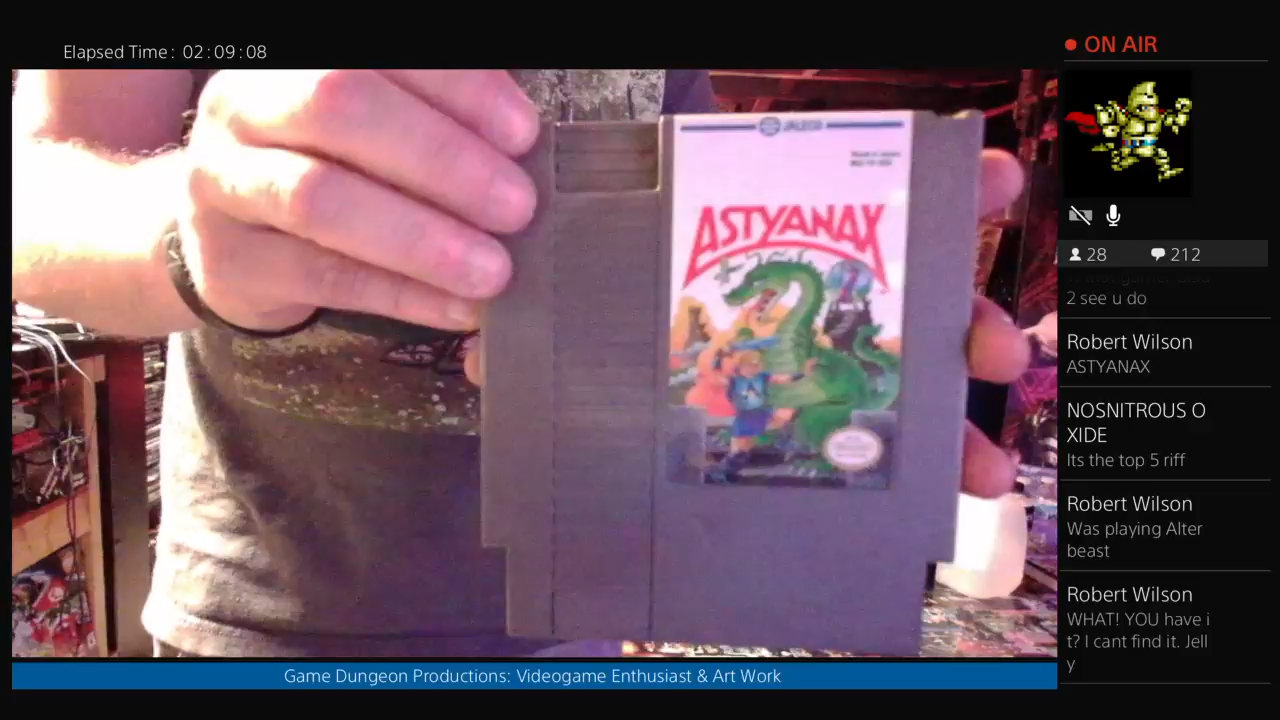 Elapsed Time: 02:09:08
ON AIR
JALECO
ASTYANAX
28
212
2 see u do
Robert Wilson
ASTYANAX
NOSNITROUS O
XIDE
Its the top 5 riff
Robert Wilson
Was playing Alter
beast
Robert Wilson
WHAT! YOU have i
t? I cant find it. Jell
y
Game Dungeon Productions: Videogame Enthusiast & Art Work